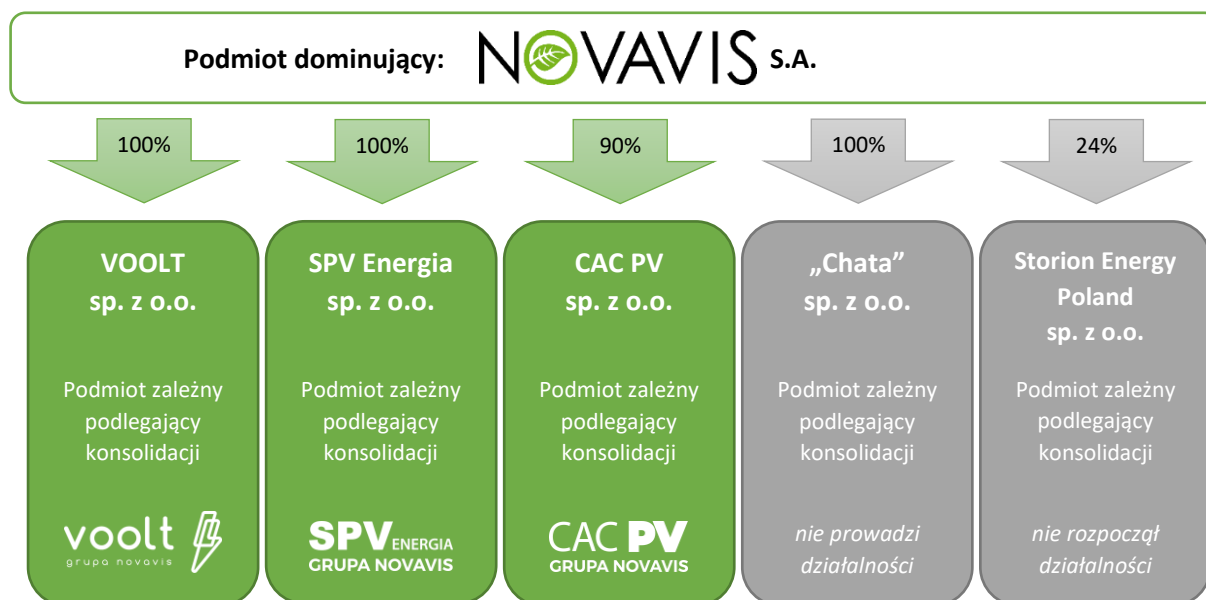 Podmiot dominujący: NOVAVIS S.A.
100%
100%
90%
100%
24%
VOOLT
sp. z o.o.
Podmiot zależny
podlegający
konsolidacji
voolt
grupa novavis
SPV Energia
sp. z o.o.
Podmiot zależny
podlegający
konsolidacji
SPV ENERGIA
GRUPA NOVAVIS
CAC PV
sp. z o.o.
Podmiot zależny
podlegający
konsolidacji
CAC PV
GRUPA NOVAVIS
„Chata”
sp. z o.o.
Podmiot zależny
podlegający
konsolidacji
nie prowadzi
działalności
Storion Energy
Poland
sp. z o.o.
Podmiot zależny
podlegający
konsolidacji
nie rozpoczął
działalności